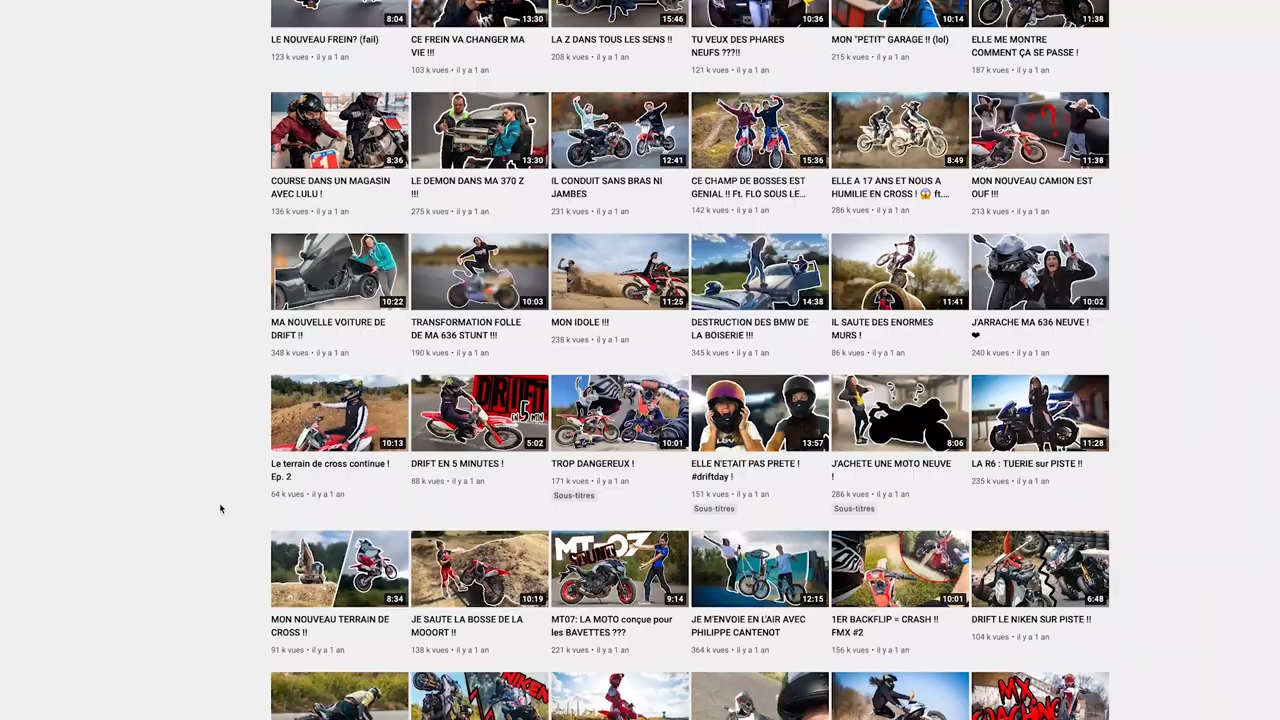 8:04
13:30
15:46
10:36
10:14
11:38
LE NOUVEAU FREIN? (fail)
123 k vues • il y a 1 an
CE FREIN VA CHANGER MA
VIE !!!
103 k vues • il y a 1 an
LA Z DANS TOUS LES SENS !!
208 k vues • il y a 1 an
TU VEUX DES PHARES
NEUFS ???!!
121 k vues • il y a 1 an
MON "PETIT" GARAGE !! (lol)
215 k vues • il y a 1 an
ELLE ME MONTRE
COMMENT ÇA SE PASSE !
187 k vues • il y a 1 an
8:36
13:30
12:41
15:36
8:49
??
11:38
COURSE DANS UN MAGASIN
AVEC LULU !
136 k vues • il y a 1 an
LE DEMON DANS MA 370 Z
!!!
275 k vues • il y a 1 an
IL CONDUIT SANS BRAS NI
JAMBES
231 k vues • il y a 1 an
CE CHAMP DE BOSSES EST
GENIAL !! Ft. FLO SOUS LE...
142 k vues • il y a 1 an
ELLE A 17 ANS ET NOUS A
HUMILIE EN CROSS ! 😱 ft....
286 k vues • il y a 1 an
MON NOUVEAU CAMION EST
OUF !!!
213 k vues • il y a 1 an
10:22
10:03
11:25
14:38
11:41
10:02
MA NOUVELLE VOITURE DE
DRIFT !!
348 k vues • il y a 1 an
TRANSFORMATION FOLLE
DE MA 636 STUNT !!!
190 k vues • il y a 1 an
MON IDOLE !!!
238 k vues • il y a 1 an
DESTRUCTION DES BMW DE
LA BOISERIE !!!
345 k vues • il y a 1 an
IL SAUTE DES ENORMES
MURS !
86 k vues • il y a 1 an
J'ARRACHE MA 636 NEUVE !
❤
240 k vues • il y a 1 an
10:13
DRIFT
5 MIN
5:02
10:01
13:57
??
8:06
11:28
Le terrain de cross continue !
Ep. 2
64 k vues • il y a 1 an
DRIFT EN 5 MINUTES !
88 k vues • il y a 1 an
TROP DANGEREUX !
171 k vues • il y a 1 an
Sous-titres
ELLE N'ETAIT PAS PRETE !
#driftday !
151 k vues • il y a 1 an
Sous-titres
J'ACHETE UNE MOTO NEUVE
!
286 k vues • il y a 1 an
Sous-titres
LA R6 : TUERIE sur PISTE !!
235 k vues • il y a 1 an
8:34
10:19
MT-07
STUNT
9:14
12:15
10:01
6:48
MON NOUVEAU TERRAIN DE
CROSS !!
91 k vues • il y a 1 an
JE SAUTE LA BOSSE DE LA
MOOORT !!
138 k vues • il y a 1 an
MT07: LA MOTO conçue pour
les BAVETTES ???
221 k vues • il y a 1 an
JE M'ENVOIE EN L'AIR AVEC
PHILIPPE CANTENOT
364 k vues • il y a 1 an
1ER BACKFLIP = CRASH !!
FMX #2
156 k vues • il y a 1 an
DRIFT LE NIKEN SUR PISTE !!
104 k vues • il y a 1 an
NIKEN
MX
COACHING